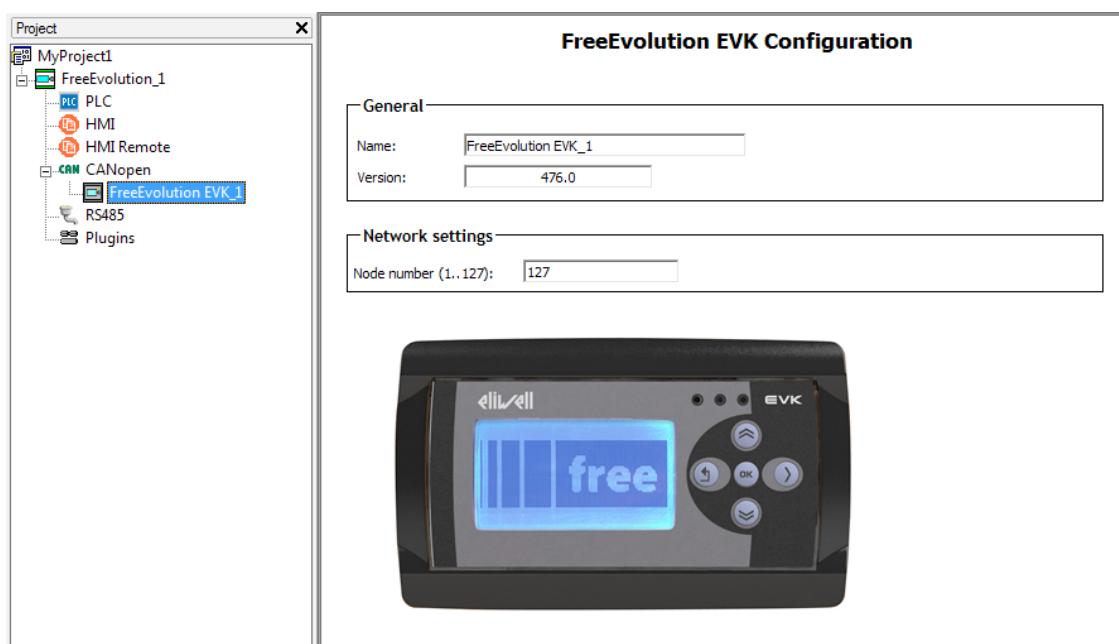 Project
MyProject1
FreeEvolution_1
PLC PLC
HMI
HMI Remote
CAN CANopen
FreeEvolution EVK_1
RS485
Plugins
FreeEvolution EVK Configuration
General
Name: FreeEvolution EVK_1
Version: 476.0
Network settings
Node number (1..127): 127
eliwell EVK
free
OK